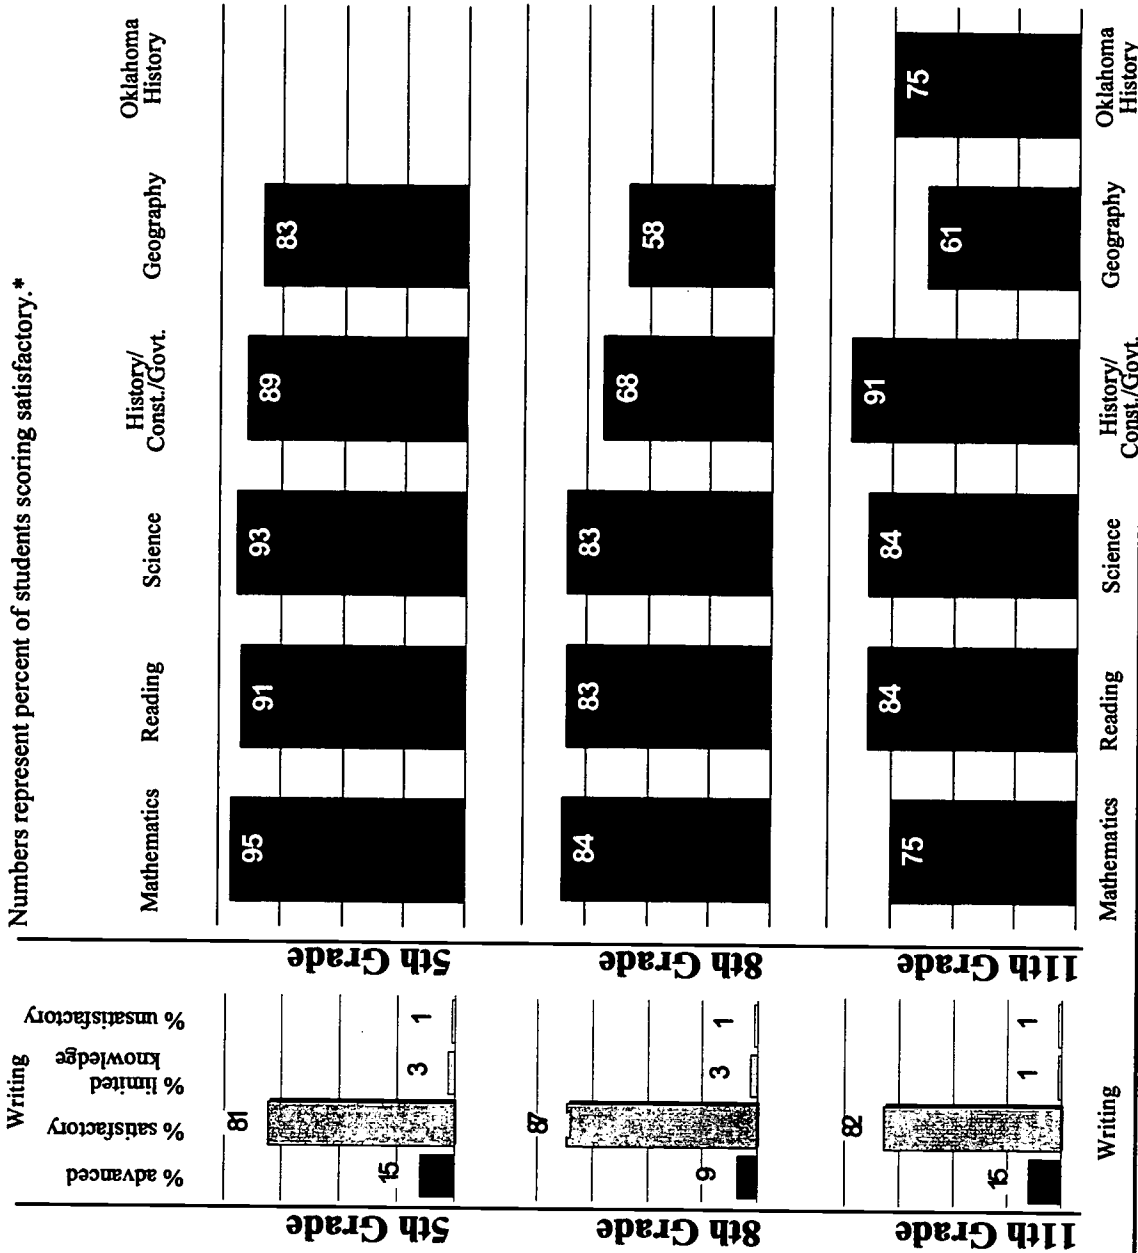 Numbers represent percent of students scoring satisfactory.*
Writing
% advanced
% satisfactory
% limited
knowledge
% unsatisfactory
Mathematics
Reading
Science
History/
Const./Govt.
Geography
Oklahoma
History
5th Grade
15
81
3
1
5th Grade
95
91
93
89
83
8th Grade
9
87
3
1
8th Grade
84
83
83
68
58
11th Grade
15
82
1
1
11th Grade
75
84
84
91
61
75
Writing
Mathematics
Reading
Science
History/
Const./Govt.
Geography
Oklahoma
History